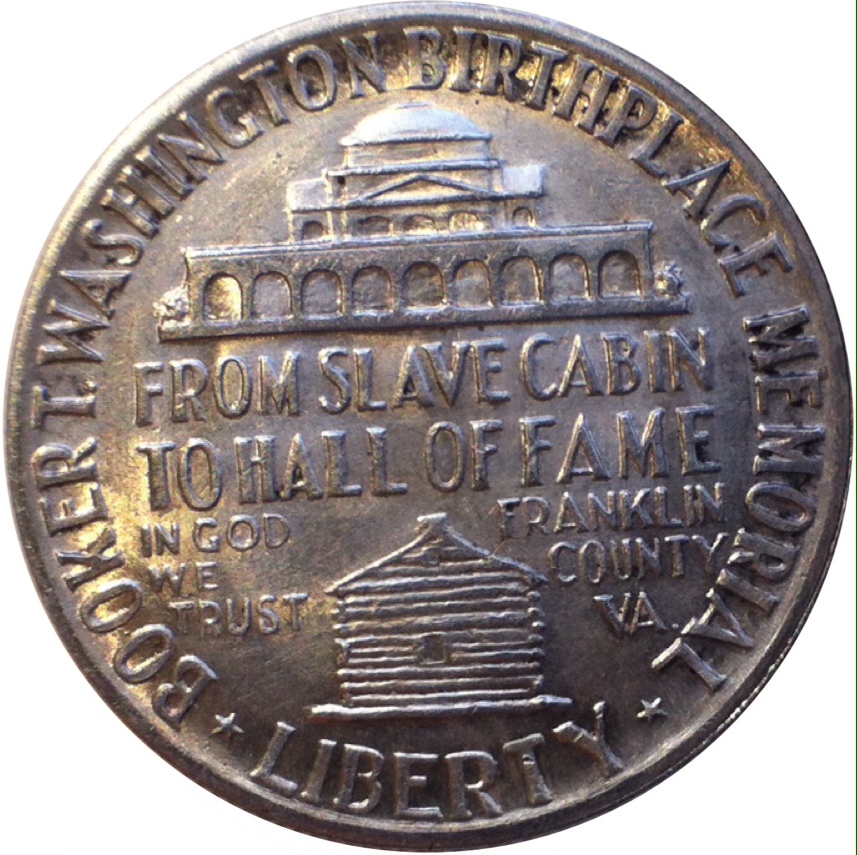 BOOKER T. WASHINGTON BIRTHPLACE MEMORIAL
FROM SLAVE CABIN
TO HALL OF FAME
IN GOD
WE
TRUST
FRANKLIN
COUNTY
VA.
★ LIBERTY ★